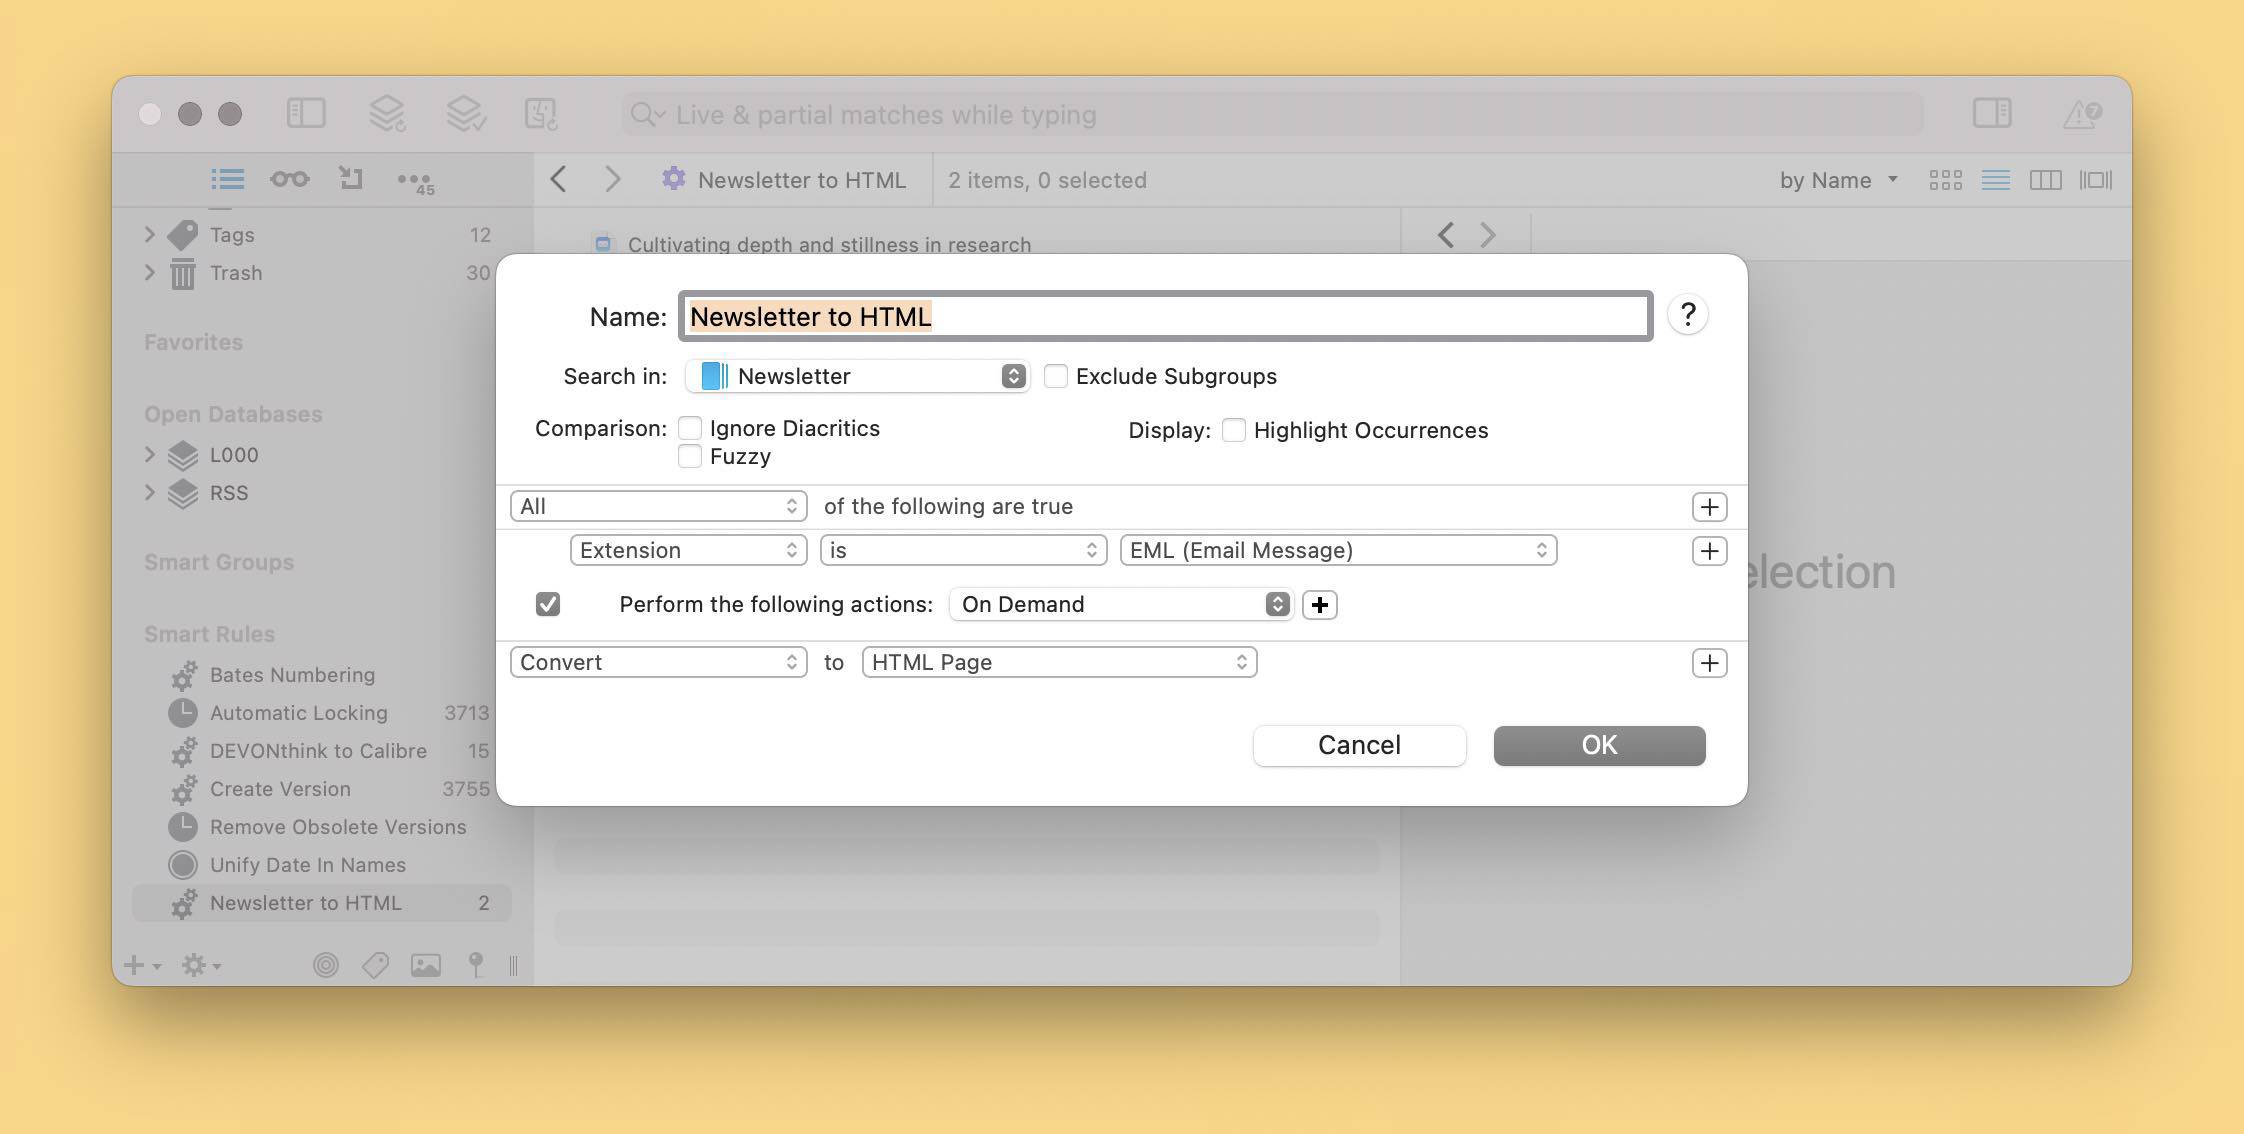 Live & partial matches while typing
7
45
Newsletter to HTML
2 items, 0 selected
by Name
Tags 12
Trash 30
Favorites
Open Databases
L000
RSS
Smart Groups
Smart Rules
Bates Numbering
Automatic Locking 3713
DEVONthink to Calibre 15
Create Version 3755
Remove Obsolete Versions
Unify Date In Names
Newsletter to HTML 2
Cultivating depth and stillness in research
election
Name: Newsletter to HTML ?
Search in: Newsletter Exclude Subgroups
Comparison: Ignore Diacritics Display: Highlight Occurrences
Fuzzy
All of the following are true
Extension is EML (Email Message)
Perform the following actions: On Demand
Convert to HTML Page
Cancel OK